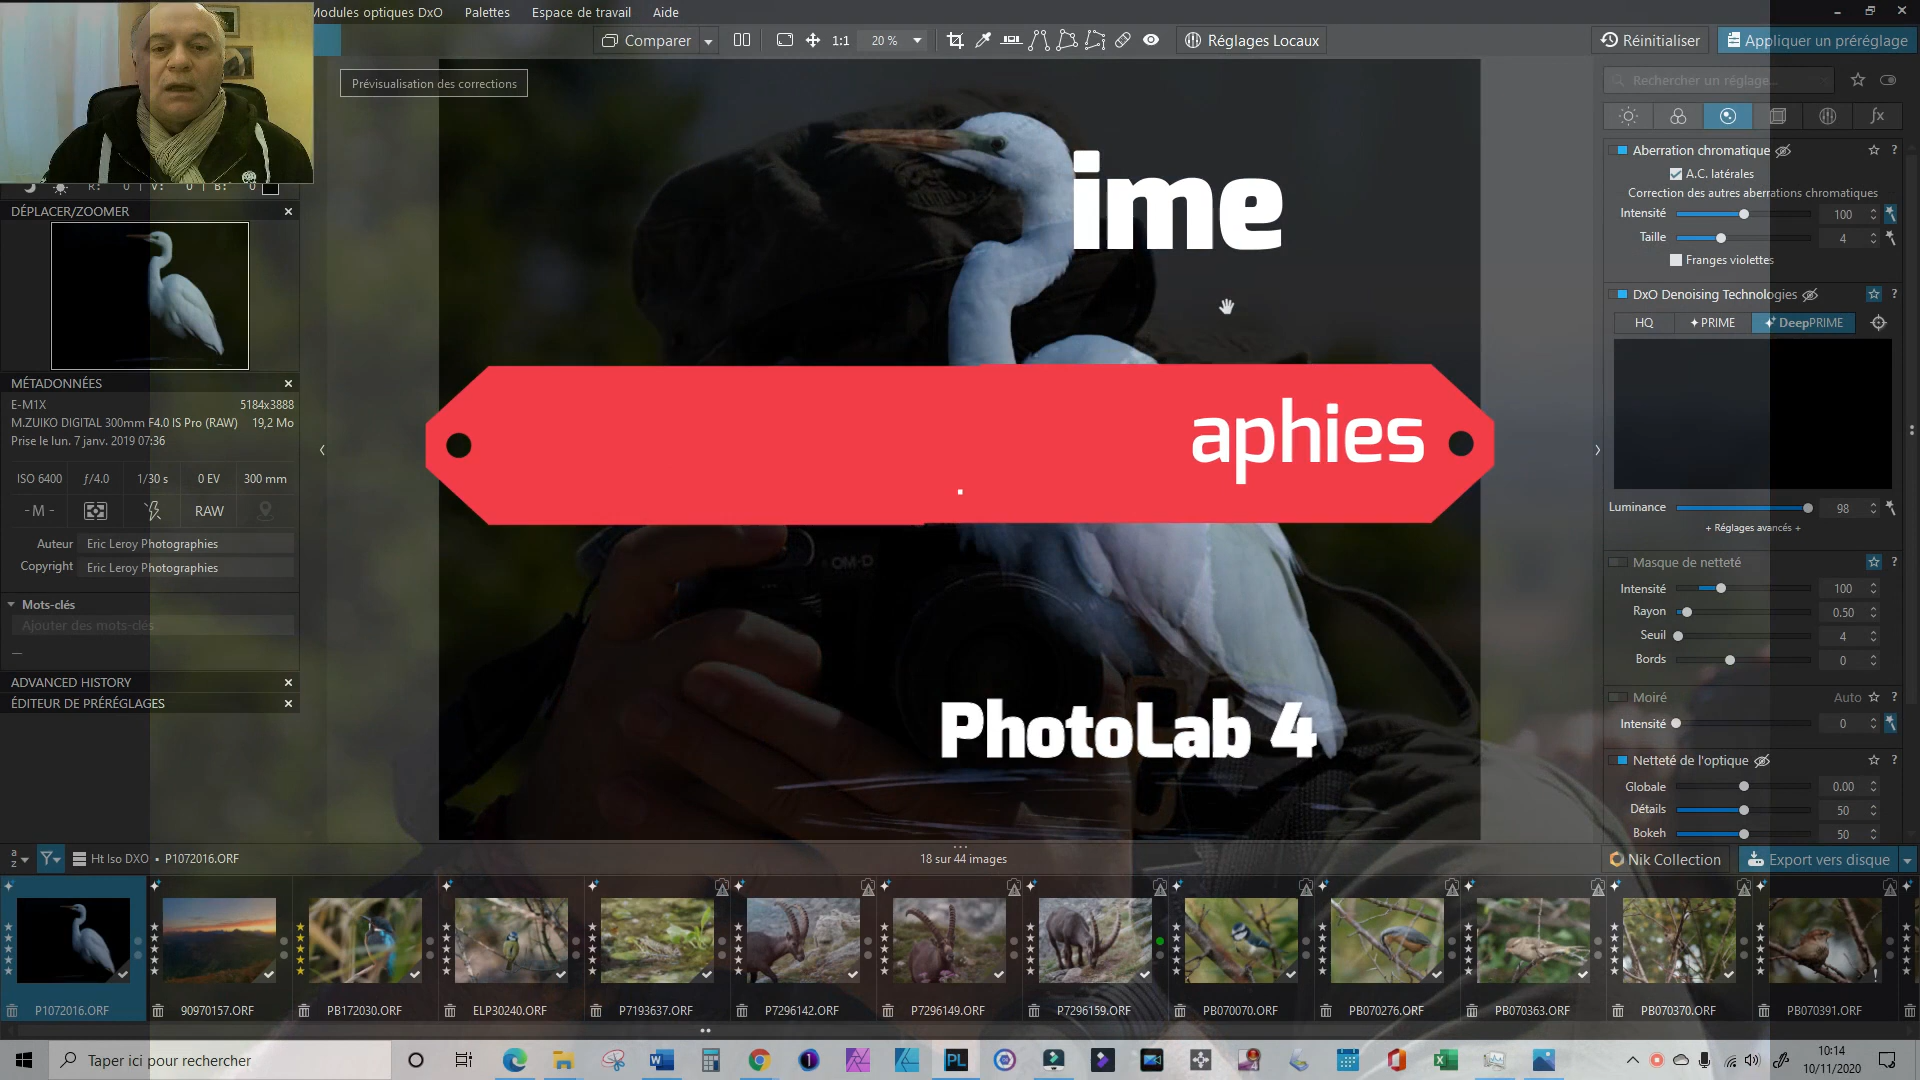 Modules optiques DxO Palettes Espace de travail Aide
Comparer 1:1 20 % Réglages Locaux Réinitialiser Appliquer un préréglage
Prévisualisation des corrections
Rechercher un réglage...
R: 0 V: 0 B: 0
DÉPLACER/ZOOMER
MÉTADONNÉES
E-M1X 5184x3888
M.ZUIKO DIGITAL 300mm F4.0 IS Pro (RAW) 19,2 Mo
Prise le lun. 7 janv. 2019 07:36
ISO 6400 ƒ/4.0 1/30 s 0 EV 300 mm
- M - RAW
Auteur Eric Leroy Photographies
Copyright Eric Leroy Photographies
Mots-clés
Ajouter des mots-clés
—
ADVANCED HISTORY
ÉDITEUR DE PRÉRÉGLAGES
ime
aphies
.
OM-D
PhotoLab 4
fx
Aberration chromatique ?
A.C. latérales
Correction des autres aberrations chromatiques
Intensité 100
Taille 4
Franges violettes
DxO Denoising Technologies ?
HQ PRIME DeepPRIME
Luminance 98
+ Réglages avancés +
Masque de netteté ?
Intensité 100
Rayon 0.50
Seuil 4
Bords 0
Moiré Auto ?
Intensité 0
Netteté de l'optique ?
Globale 0.00
Détails 50
Bokeh 50
a z Ht Iso DXO • P1072016.ORF 18 sur 44 images Nik Collection Export vers disque
P1072016.ORF 90970157.ORF PB172030.ORF ELP30240.ORF P7193637.ORF P7296142.ORF P7296149.ORF P7296159.ORF PB070070.ORF PB070276.ORF PB070363.ORF PB070370.ORF PB070391.ORF
Taper ici pour rechercher PL 10:14
10/11/2020